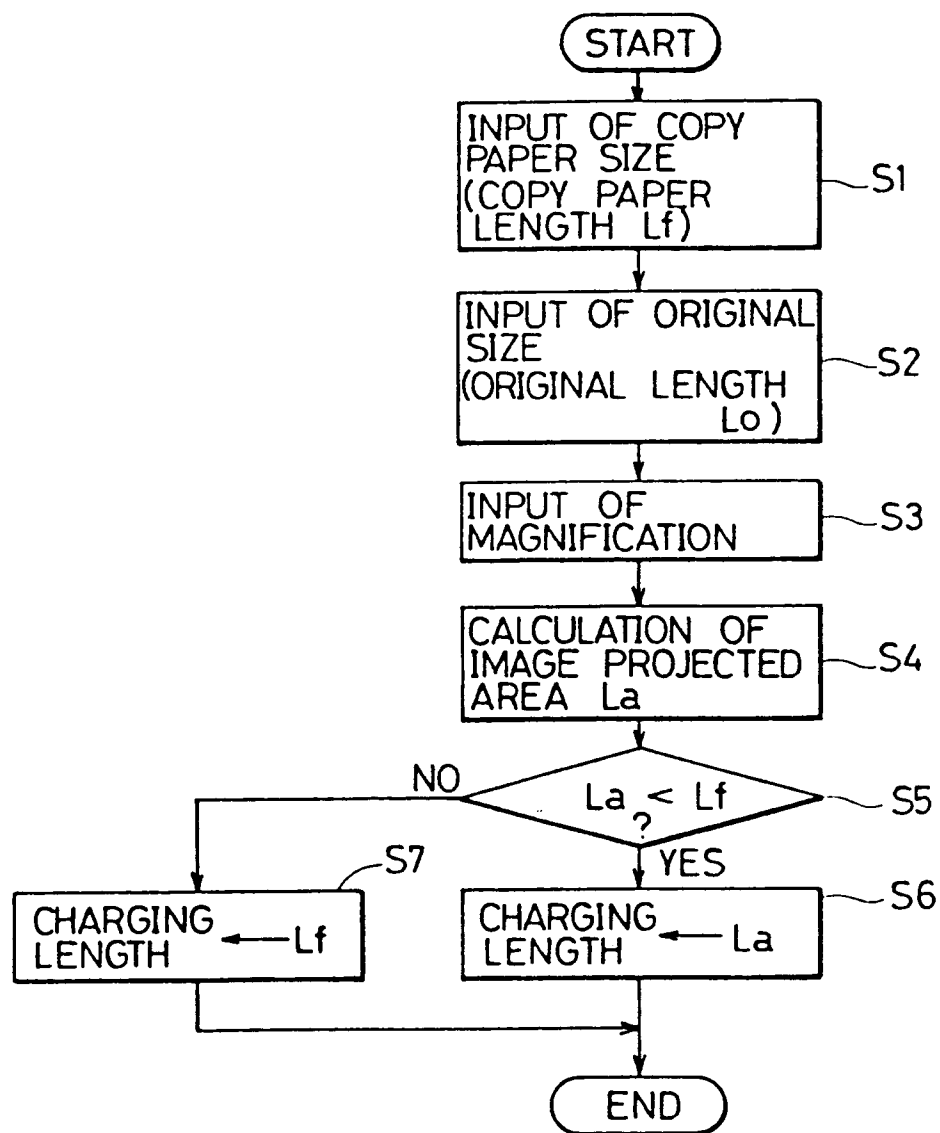 START
INPUT OF COPY
PAPER SIZE
(COPY PAPER
LENGTH Lf)
S1
INPUT OF ORIGINAL
SIZE
(ORIGINAL LENGTH
Lo)
S2
INPUT OF
MAGNIFICATION
S3
CALCULATION OF
IMAGE PROJECTED
AREA La
S4
NO
La < Lf
?
S5
YES
S7
CHARGING
LENGTH ← Lf
S6
CHARGING
LENGTH ← La
END